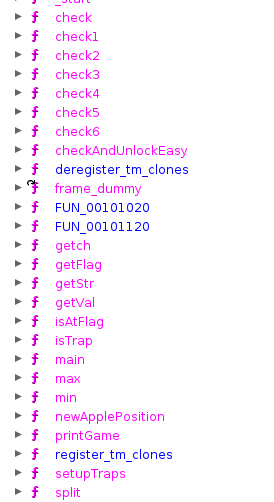 _start
check
check1
check2
check3
check4
check5
check6
checkAndUnlockEasy
deregister_tm_clones
frame_dummy
FUN_00101020
FUN_00101120
getch
getFlag
getStr
getVal
isAtFlag
isTrap
main
max
min
newApplePosition
printGame
register_tm_clones
setupTraps
split